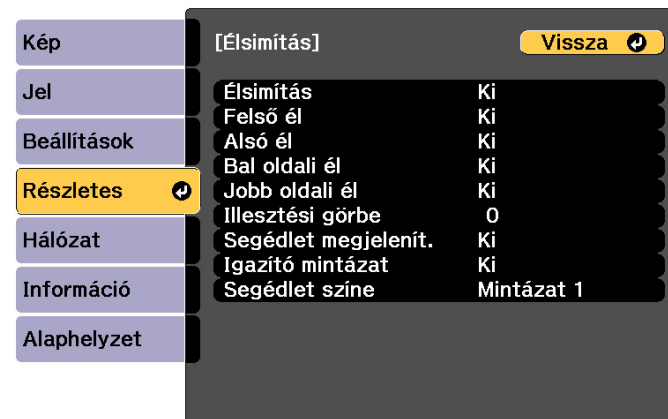 Kép
Jel
Beállítások
Részletes
Hálózat
Információ
Alaphelyzet
[Élsimítás]
Vissza
Élsimítás Ki
Felső él Ki
Alsó él Ki
Bal oldali él Ki
Jobb oldali él Ki
Illesztési görbe 0
Segédlet megjelenít. Ki
Igazító mintázat Ki
Segédlet színe Mintázat 1